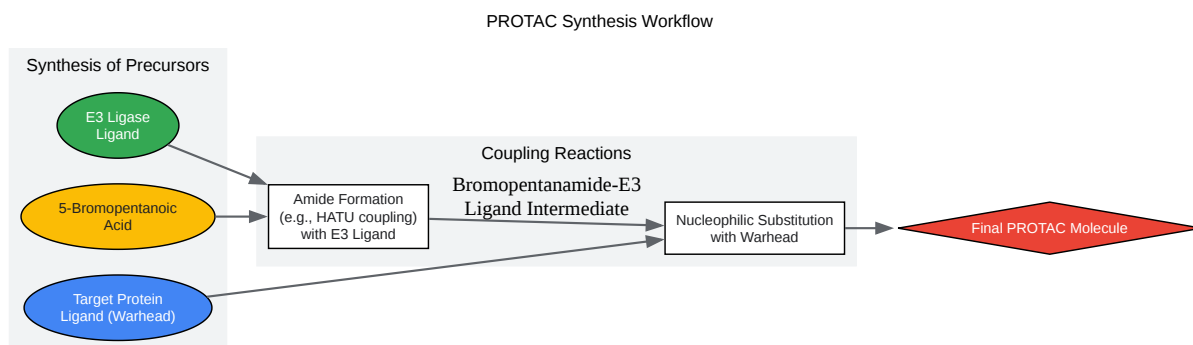 PROTAC Synthesis Workflow
Synthesis of Precursors
E3 Ligase
Ligand
5-Bromopentanoic
Acid
Target Protein
Ligand (Warhead)
Coupling Reactions
Amide Formation
(e.g., HATU coupling)
with E3 Ligand
Bromopentanamide-E3
Ligand Intermediate
Nucleophilic Substitution
with Warhead
Final PROTAC Molecule